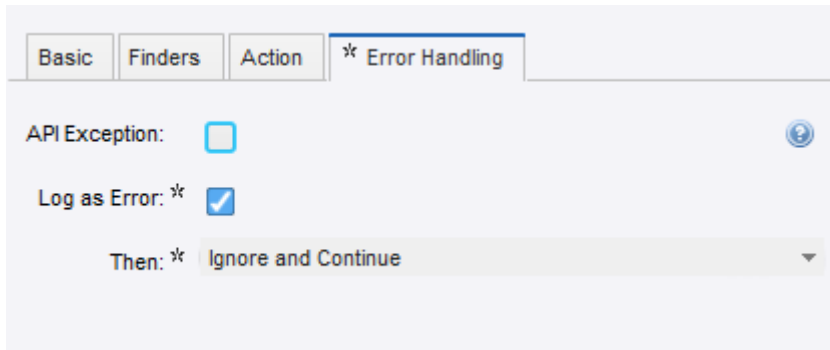 Basic Finders Action * Error Handling
API Exception:
Log as Error: *
Then: * Ignore and Continue